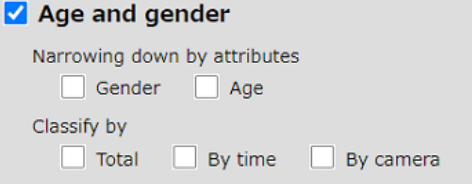 Age and gender
Narrowing down by attributes
Gender Age
Classify by
Total By time By camera